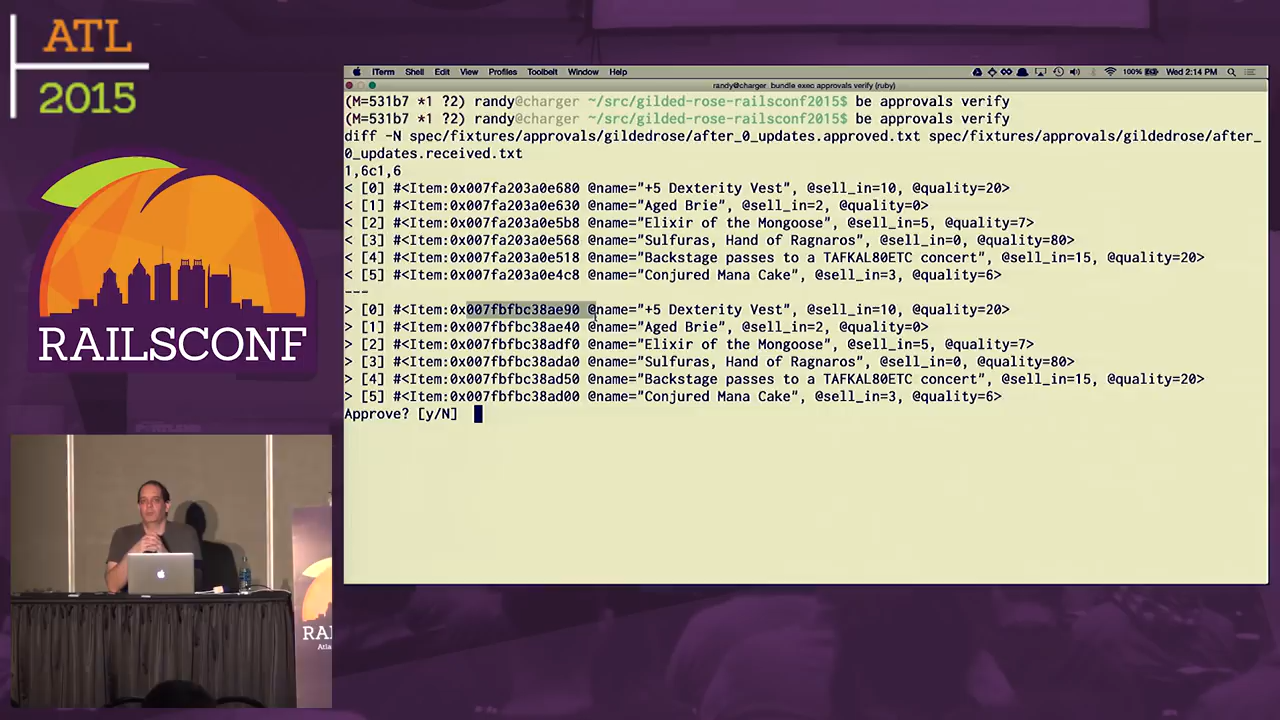 ATL
2015
RAILSCONF
iTerm Shell Edit View Profiles Toolbelt Window Help 100% Wed 2:14 PM
randy@charger bundle exec approvals verify (ruby)
(M=531b7 *1 ?2) randy@charger ~/src/gilded-rose-railsconf2015$ be approvals verify
(M=531b7 *1 ?2) randy@charger ~/src/gilded-rose-railsconf2015$ be approvals verify
diff -N spec/fixtures/approvals/gildedrose/after_0_updates.approved.txt spec/fixtures/approvals/gildedrose/after_
0_updates.received.txt
1,6c1,6
< [0] #<Item:0x007fa203a0e680 @name="+5 Dexterity Vest", @sell_in=10, @quality=20>
< [1] #<Item:0x007fa203a0e630 @name="Aged Brie", @sell_in=2, @quality=0>
< [2] #<Item:0x007fa203a0e5b8 @name="Elixir of the Mongoose", @sell_in=5, @quality=7>
< [3] #<Item:0x007fa203a0e568 @name="Sulfuras, Hand of Ragnaros", @sell_in=0, @quality=80>
< [4] #<Item:0x007fa203a0e518 @name="Backstage passes to a TAFKAL80ETC concert", @sell_in=15, @quality=20>
< [5] #<Item:0x007fa203a0e4c8 @name="Conjured Mana Cake", @sell_in=3, @quality=6>
---
> [0] #<Item:0x007fbfbc38ae90 @name="+5 Dexterity Vest", @sell_in=10, @quality=20>
> [1] #<Item:0x007fbfbc38ae40 @name="Aged Brie", @sell_in=2, @quality=0>
> [2] #<Item:0x007fbfbc38adf0 @name="Elixir of the Mongoose", @sell_in=5, @quality=7>
> [3] #<Item:0x007fbfbc38ada0 @name="Sulfuras, Hand of Ragnaros", @sell_in=0, @quality=80>
> [4] #<Item:0x007fbfbc38ad50 @name="Backstage passes to a TAFKAL80ETC concert", @sell_in=15, @quality=20>
> [5] #<Item:0x007fbfbc38ad00 @name="Conjured Mana Cake", @sell_in=3, @quality=6>
Approve? [y/N]
RA
Atla